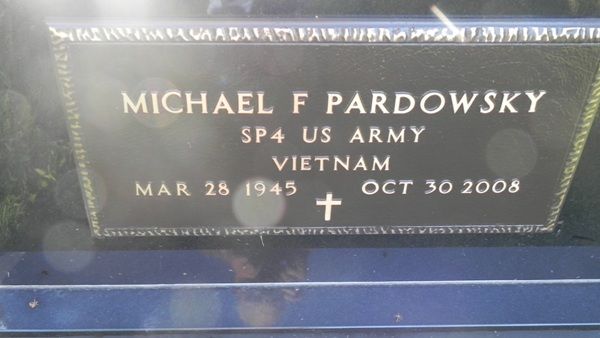 MICHAEL F PARDOWSKY
SP4 US ARMY
VIETNAM
MAR 28 1945 OCT 30 2008